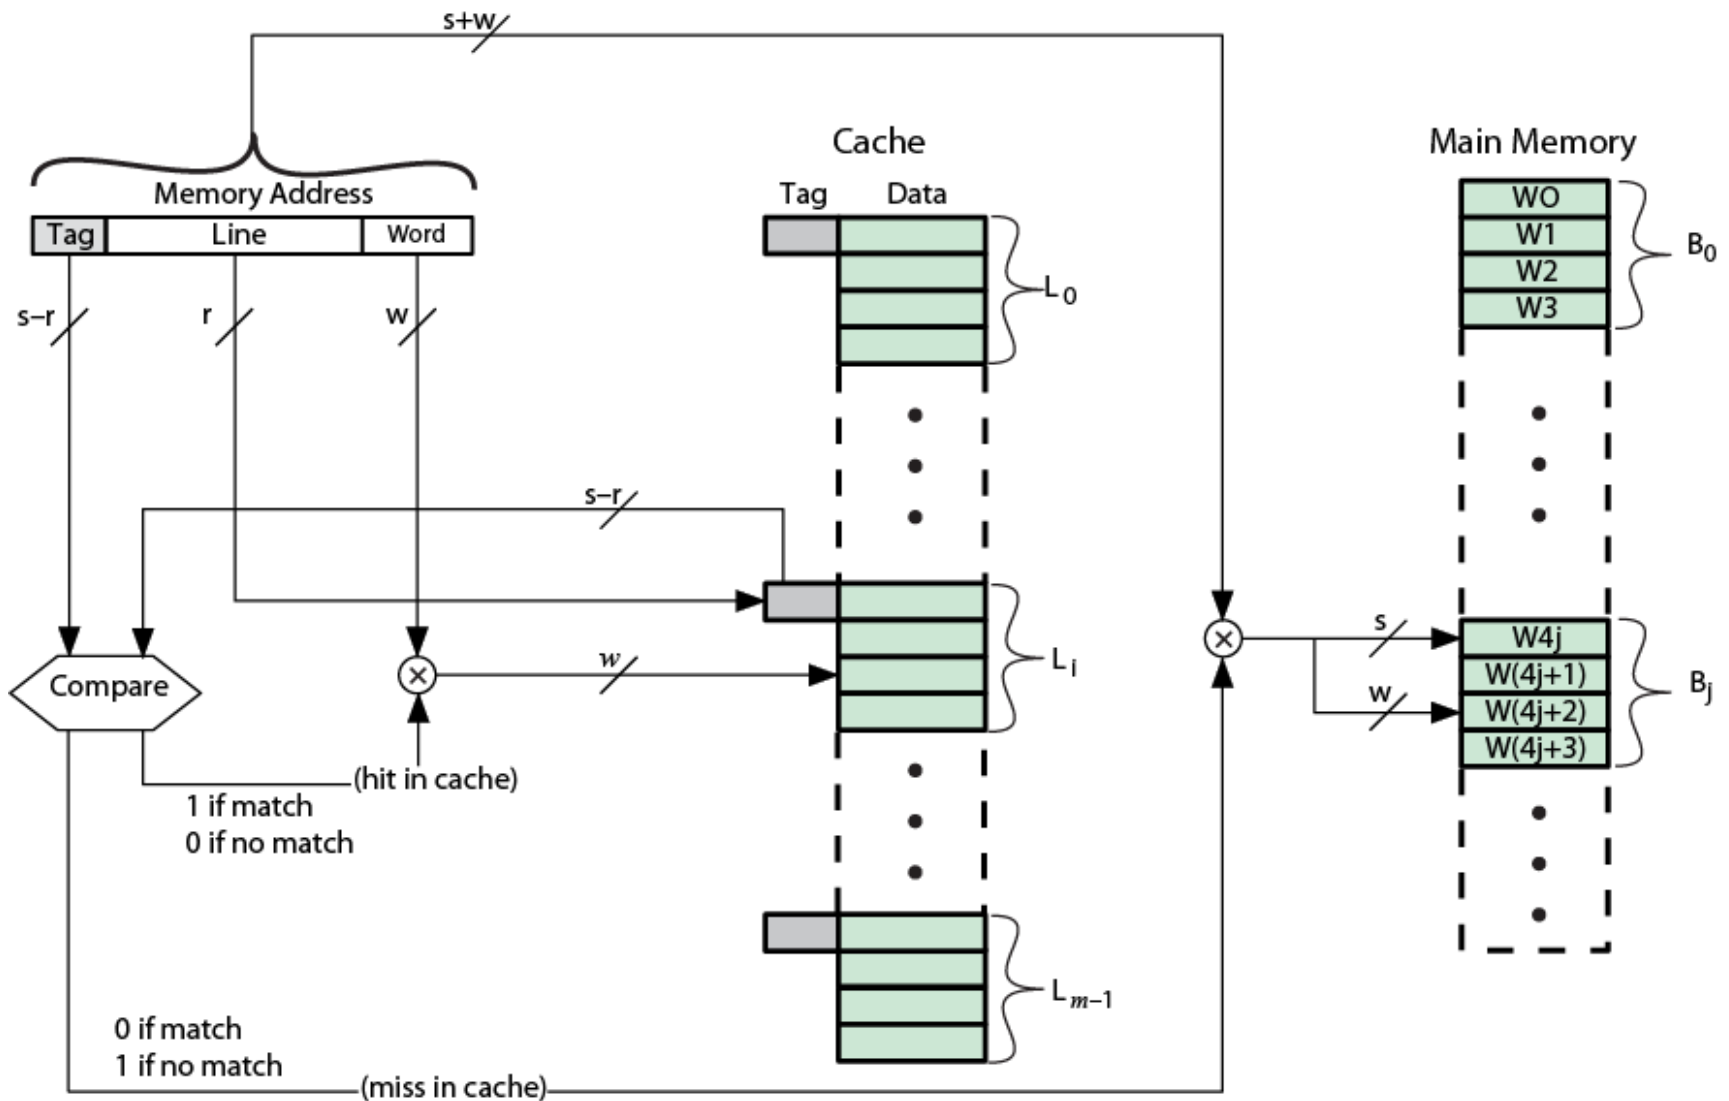 s+w
Cache
Main Memory
Memory Address
Tag Data
Tag Line Word
WO
W1
W2
W3
B0
L0
s–r
r
w
s–r
s
W4j
W(4j+1)
W(4j+2)
W(4j+3)
w
Bj
Compare
w
Li
(hit in cache)
1 if match
0 if no match
Lm–1
0 if match
1 if no match
(miss in cache)